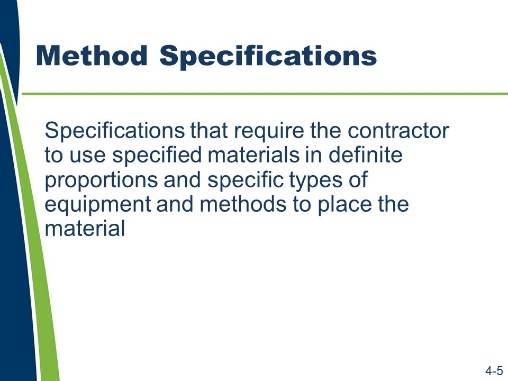 Method Specifications
Specifications that require the contractor
to use specified materials in definite
proportions and specific types of
equipment and methods to place the
material
4-5